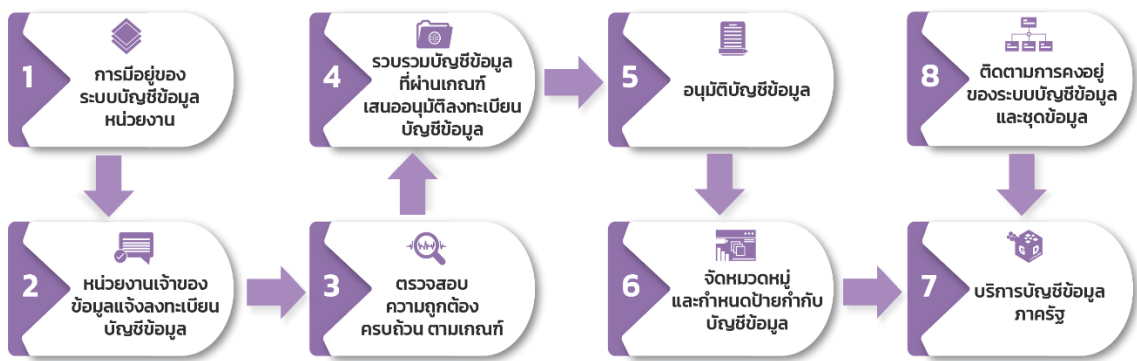 1
การมีอยู่ของ
ระบบบัญชีข้อมูล
หน่วยงาน
2
หน่วยงานเจ้าของ
ข้อมูลแจ้งลงทะเบียน
บัญชีข้อมูล
3
ตรวจสอบ
ความถูกต้อง
ครบถ้วน ตามเกณฑ์
4
รวบรวมบัญชีข้อมูล
ที่ผ่านเกณฑ์
เสนออนุมัติลงทะเบียน
บัญชีข้อมูล
5
อนุมัติบัญชีข้อมูล
6
จัดหมวดหมู่
และกำหนดป้ายกำกับ
บัญชีข้อมูล
7
บริการบัญชีข้อมูล
ภาครัฐ
8
ติดตามการคงอยู่
ของระบบบัญชีข้อมูล
และชุดข้อมูล